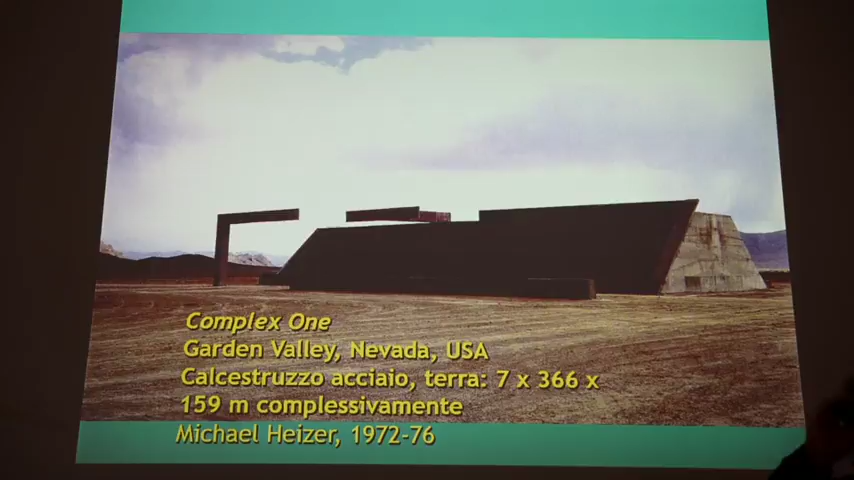 Complex One
Garden Valley, Nevada, USA
Calcestruzzo acciaio, terra: 7 x 366 x
159 m complessivamente
Michael Heizer, 1972-76